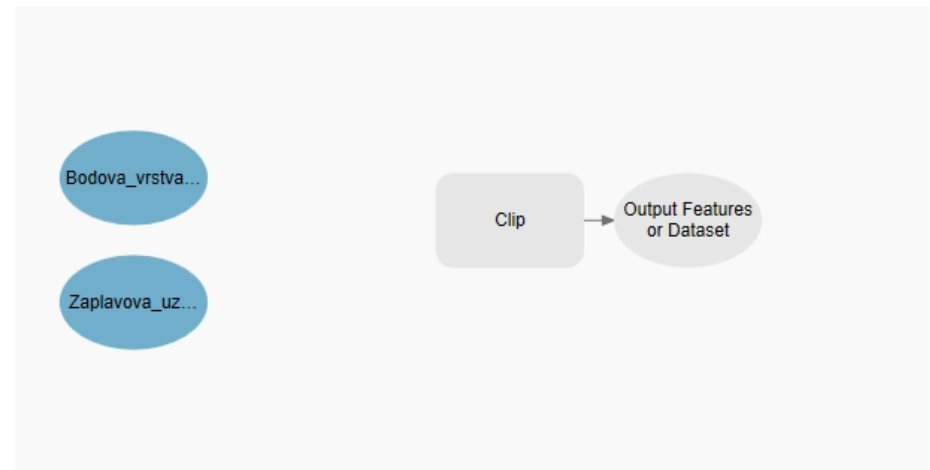 Bodova_vrstva...
Zaplavova_uz...
Clip
Output Features
or Dataset